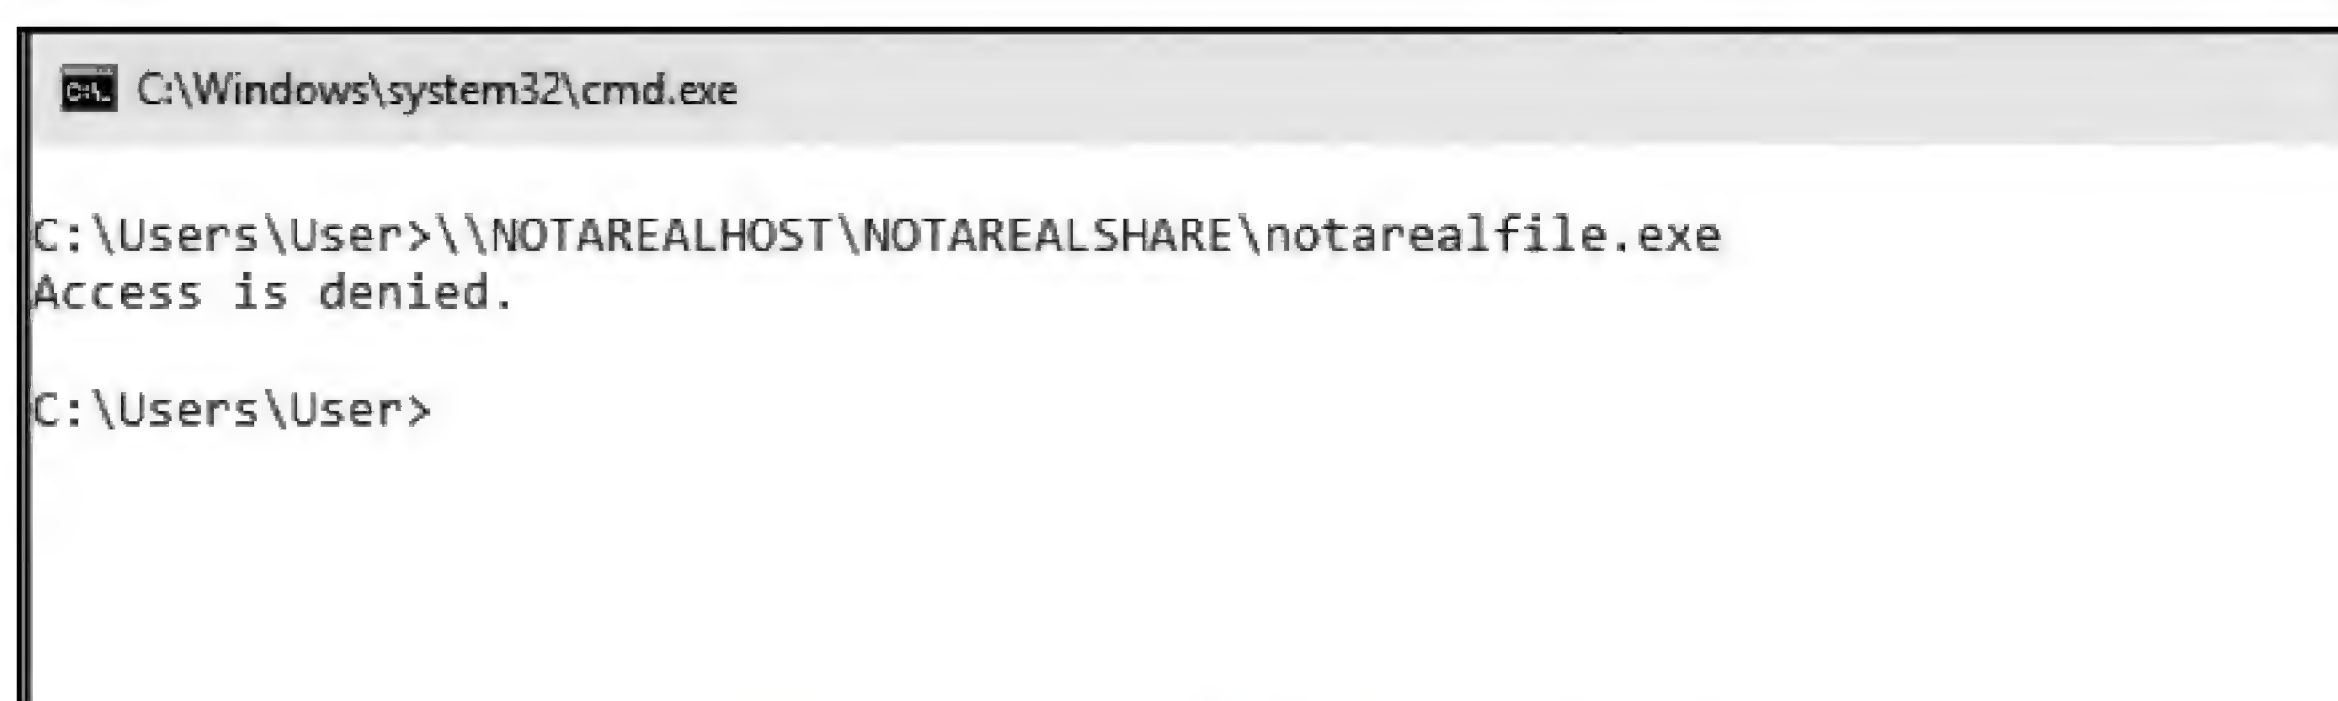 C:\Windows\system32\cmd.exe
C:\Users\User>\\NOTAREALHOST\NOTAREALSHARE\notarealfile.exe
Access is denied.
C:\Users\User>